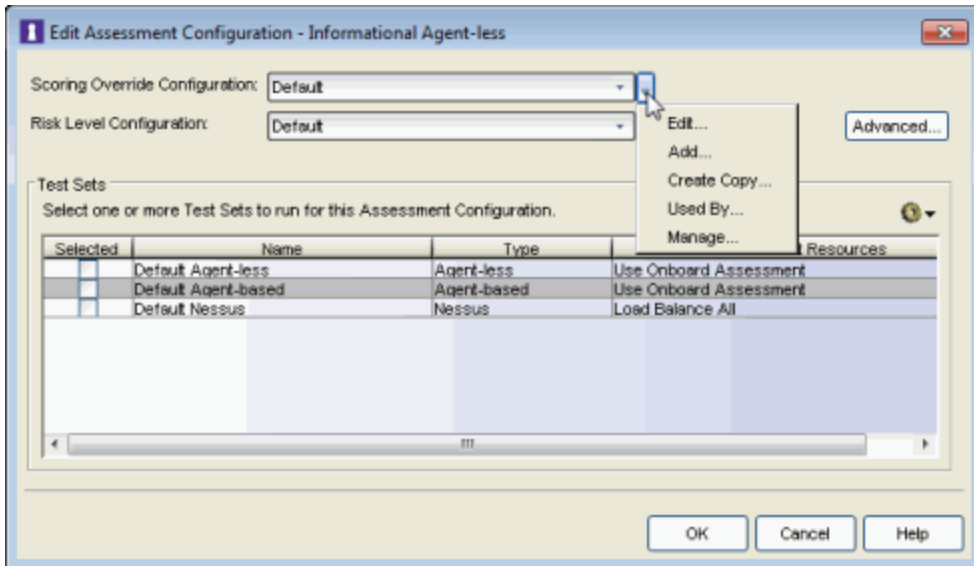 Edit Assessment Configuration - Informational Agent-less
Scoring Override Configuration: Default
Risk Level Configuration: Default Advanced...
Edit...
Add...
Create Copy...
Used By...
Manage...
Test Sets
Select one or more Test Sets to run for this Assessment Configuration.
Selected Name Type Resources
Default Agent-less Agent-less Use Onboard Assessment
Default Agent-based Agent-based Use Onboard Assessment
Default Nessus Nessus Load Balance All
OK Cancel Help